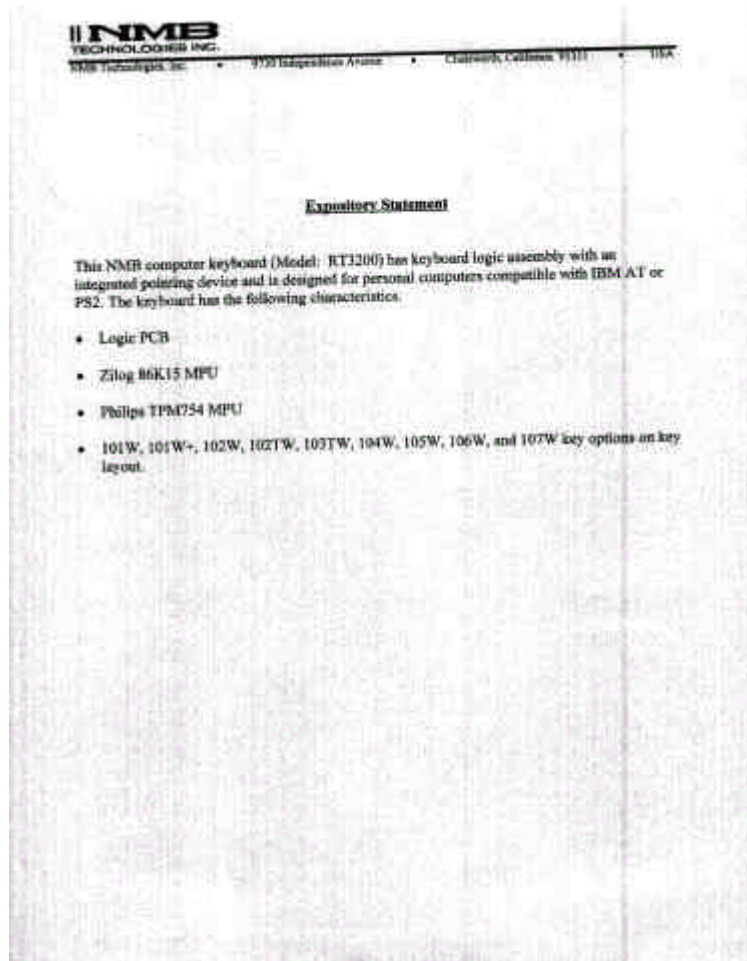 NMB
TECHNOLOGIES INC.
NMB Technologies, Inc. • 9730 Independence Avenue • Chatsworth, California 91311 • USA
Expository Statement
This NMB computer keyboard (Model: RT3200) has keyboard logic assembly with an
integrated pointing device and is designed for personal computers compatible with IBM AT or
PS2. The keyboard has the following characteristics.
• Logic PCB
• Zilog 86K15 MPU
• Philips TPM754 MPU
• 101W, 101W+, 102W, 102TW, 103TW, 104W, 105W, 106W, and 107W key options on key
layout.